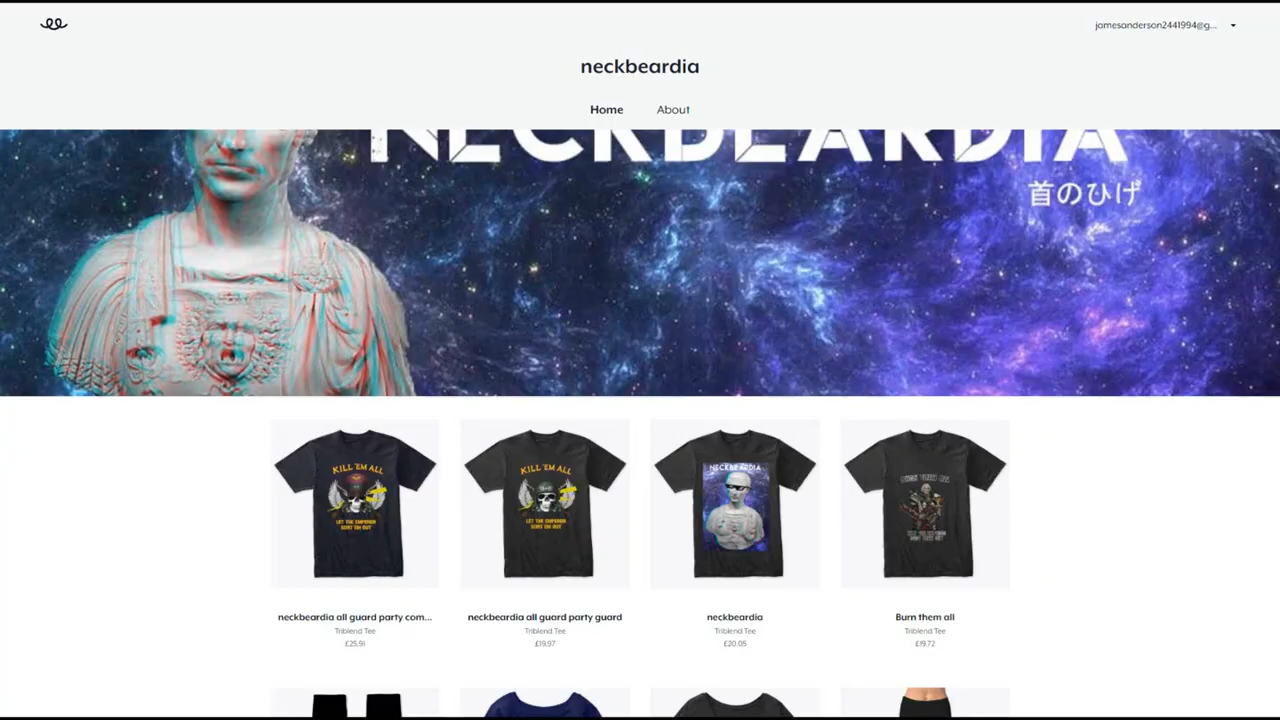 jamesanderson2441994@g...
neckbeardia
Home About
NECKBEARDIA
首のひげ
KILL 'EM ALL
LET THE EMPEROR
SORT 'EM OUT
KILL 'EM ALL
LET THE EMPEROR
SORT 'EM OUT
NECKBEARDIA
neckbeardia all guard party com... neckbeardia all guard party guard neckbeardia Burn them all
Triblend Tee Triblend Tee Triblend Tee Triblend Tee
£25.91 £19.97 £20.05 £19.72